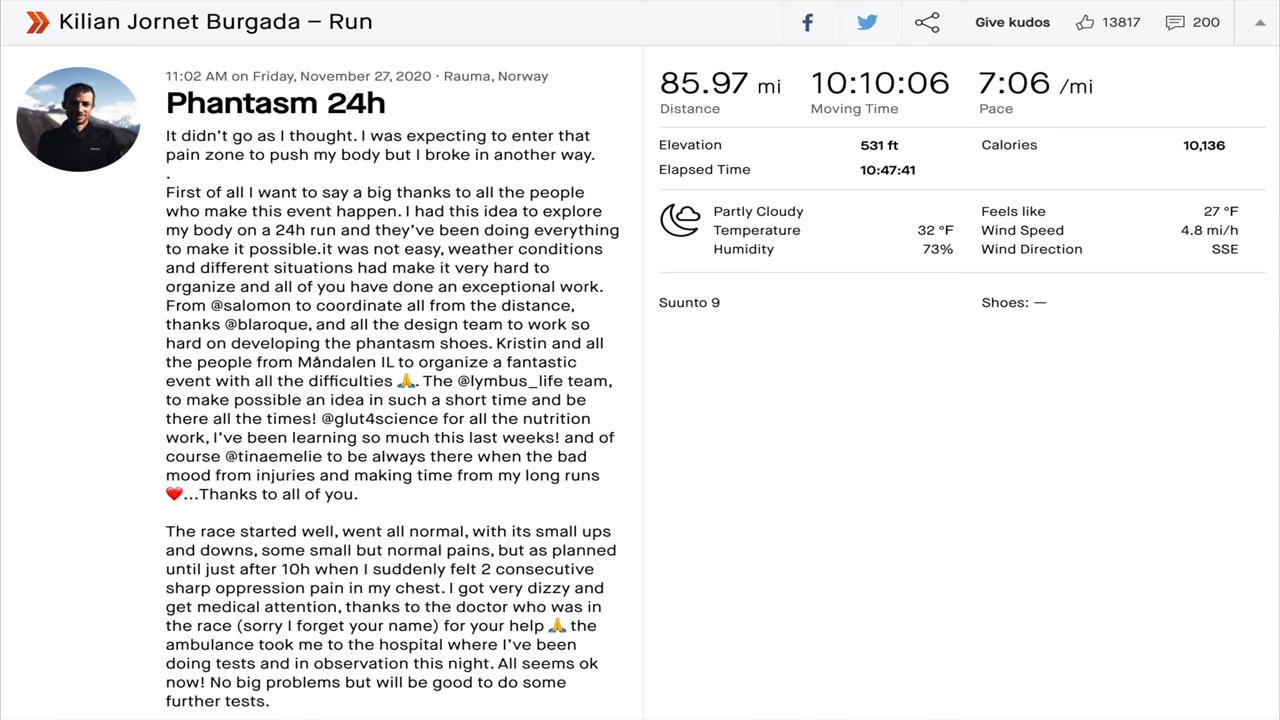 Kilian Jornet Burgada – Run
Give kudos
13817
200
11:02 AM on Friday, November 27, 2020 · Rauma, Norway
Phantasm 24h
It didn't go as I thought. I was expecting to enter that
pain zone to push my body but I broke in another way.
.
First of all I want to say a big thanks to all the people
who make this event happen. I had this idea to explore
my body on a 24h run and they've been doing everything
to make it possible.it was not easy, weather conditions
and different situations had make it very hard to
organize and all of you have done an exceptional work.
From @salomon to coordinate all from the distance,
thanks @blaroque, and all the design team to work so
hard on developing the phantasm shoes. Kristin and all
the people from Måndalen IL to organize a fantastic
event with all the difficulties 🙏. The @lymbus_life team,
to make possible an idea in such a short time and be
there all the times! @glut4science for all the nutrition
work, I've been learning so much this last weeks! and of
course @tinaemelie to be always there when the bad
mood from injuries and making time from my long runs
❤️...Thanks to all of you.
The race started well, went all normal, with its small ups
and downs, some small but normal pains, but as planned
until just after 10h when I suddenly felt 2 consecutive
sharp oppression pain in my chest. I got very dizzy and
get medical attention, thanks to the doctor who was in
the race (sorry I forget your name) for your help 🙏 the
ambulance took me to the hospital where I've been
doing tests and in observation this night. All seems ok
now! No big problems but will be good to do some
further tests.
85.97 mi 10:10:06 7:06 /mi
Distance Moving Time Pace
Elevation 531 ft Calories 10,136
Elapsed Time 10:47:41
Partly Cloudy Feels like 27 °F
Temperature 32 °F Wind Speed 4.8 mi/h
Humidity 73% Wind Direction SSE
Suunto 9 Shoes: —